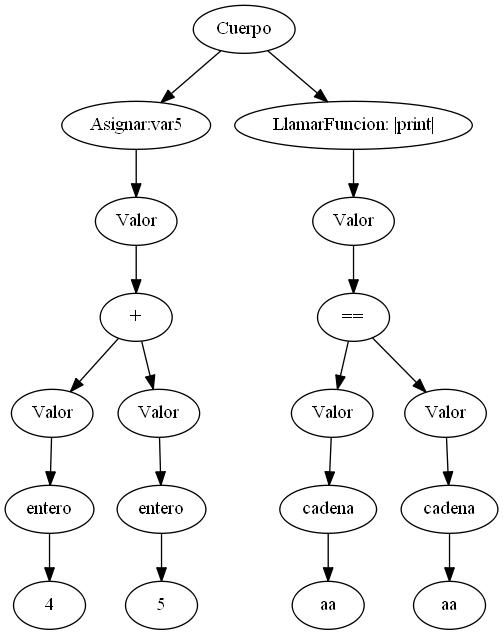 Cuerpo
Asignar:var5 LlamarFuncion: |print|
Valor Valor
+ ==
Valor Valor Valor Valor
entero entero cadena cadena
4 5 aa aa